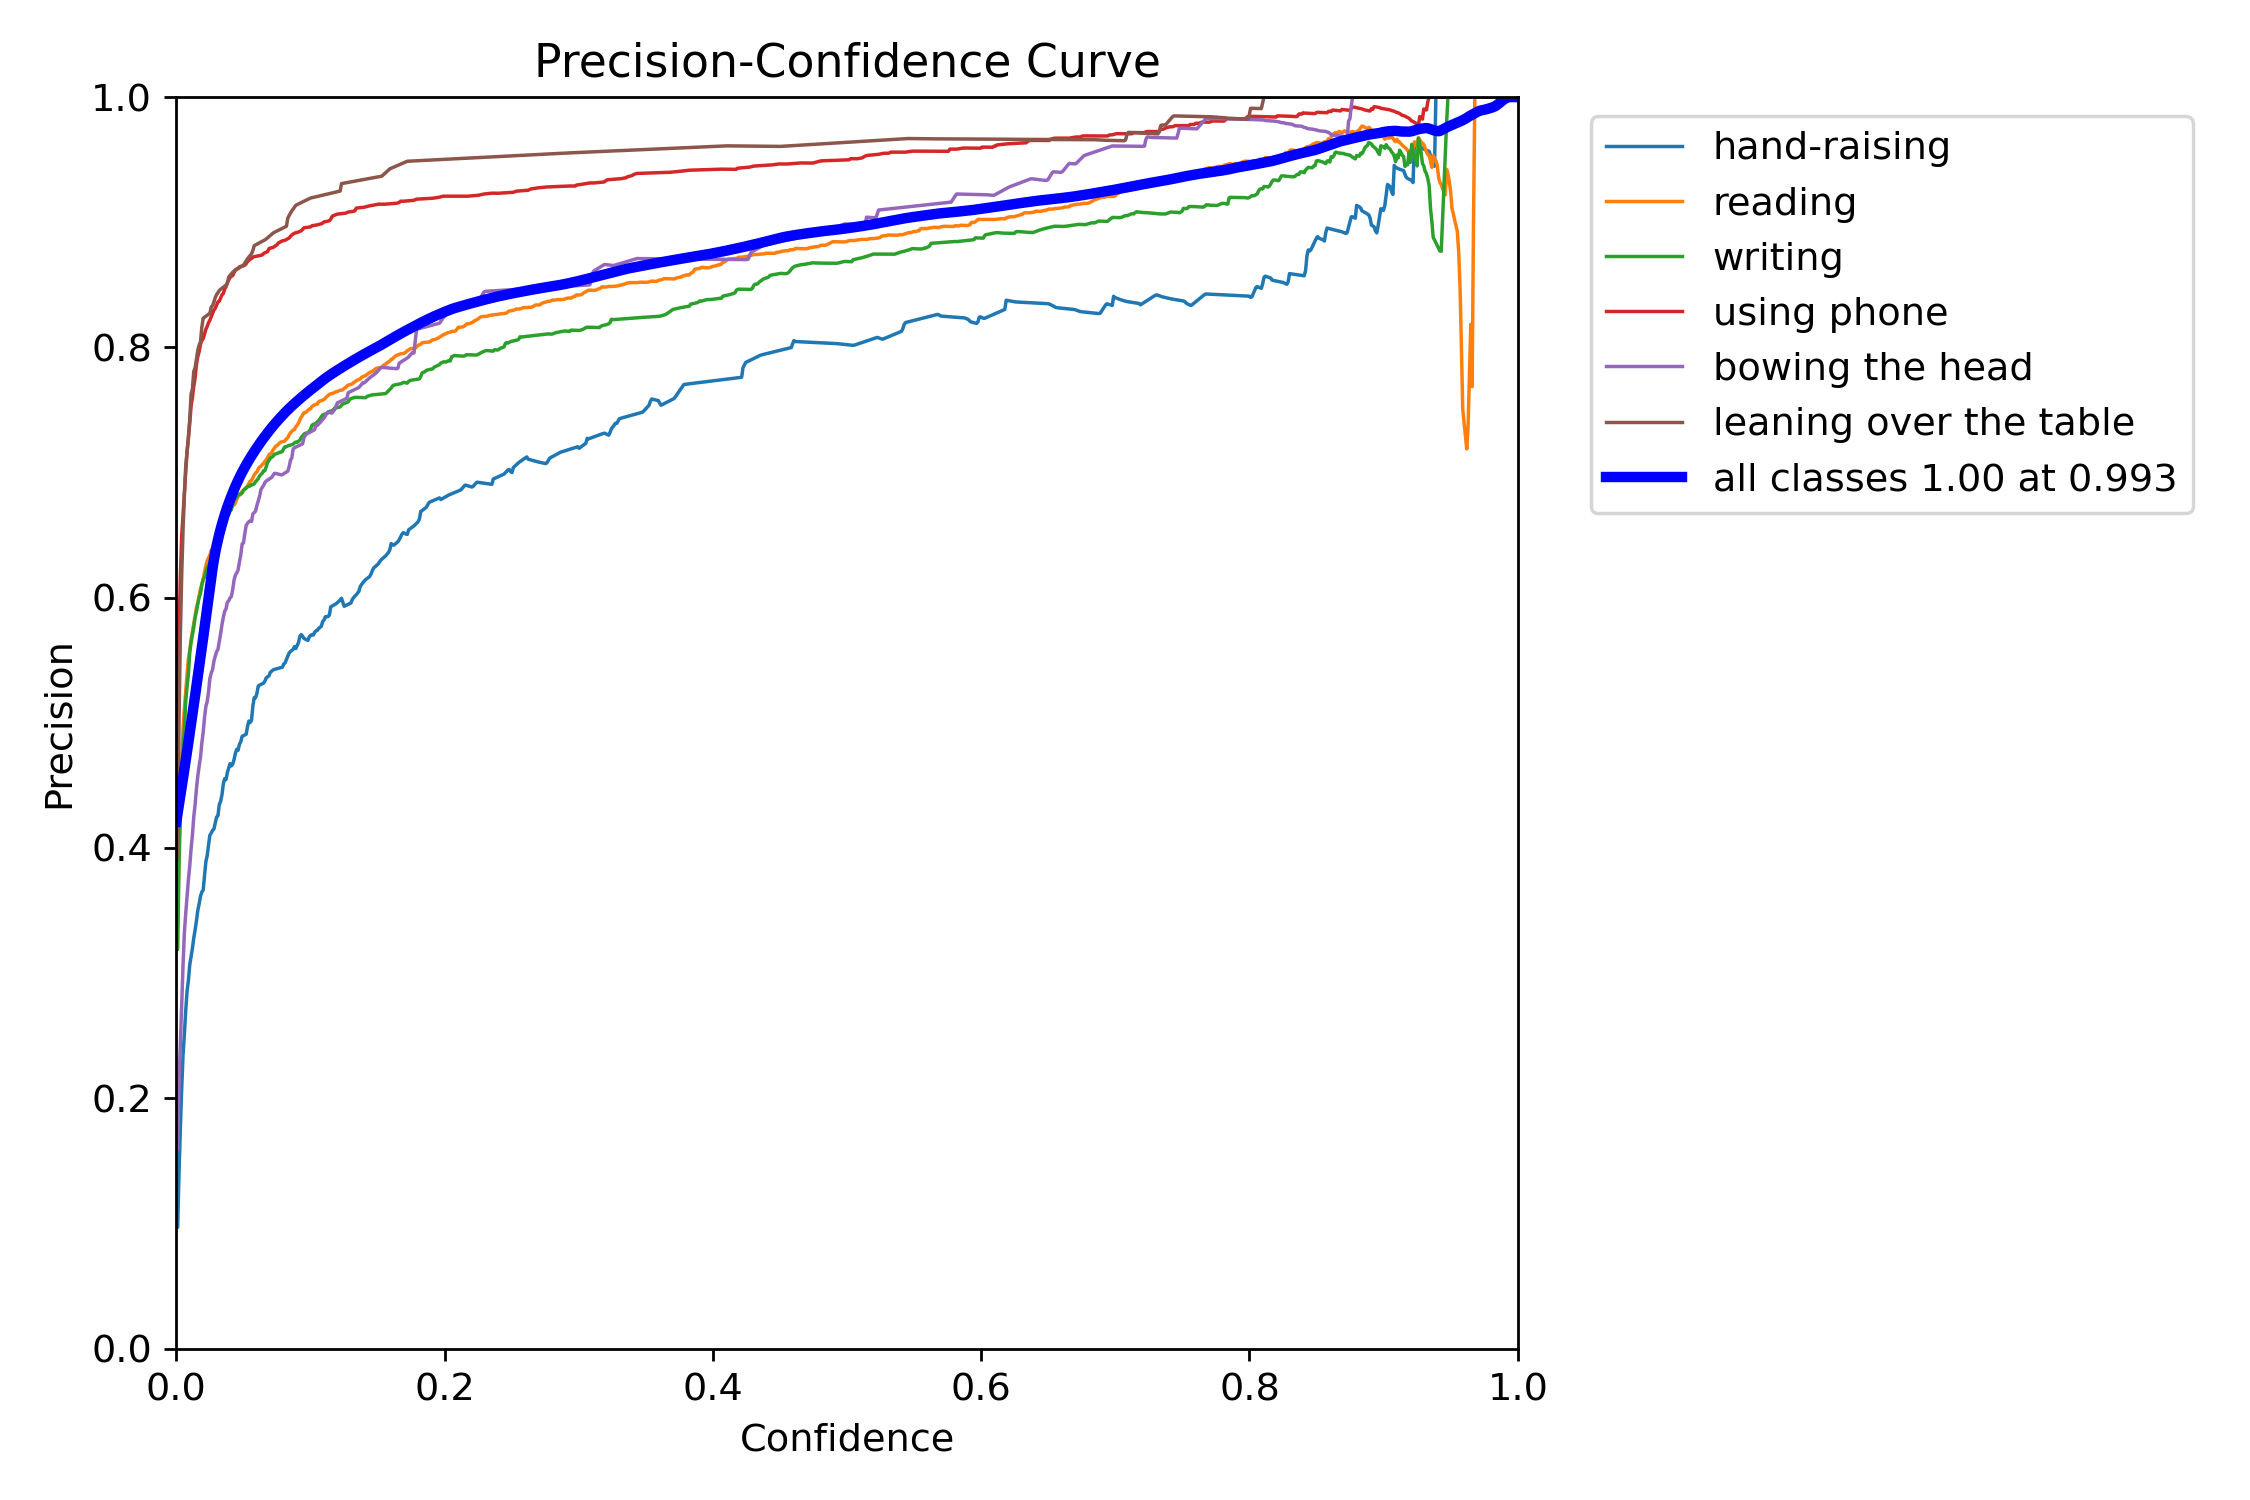 Precision-Confidence Curve
1.0
0.8
0.6
0.4
0.2
0.0
Precision
0.0 0.2 0.4 0.6 0.8 1.0
Confidence
hand-raising
reading
writing
using phone
bowing the head
leaning over the table
all classes 1.00 at 0.993